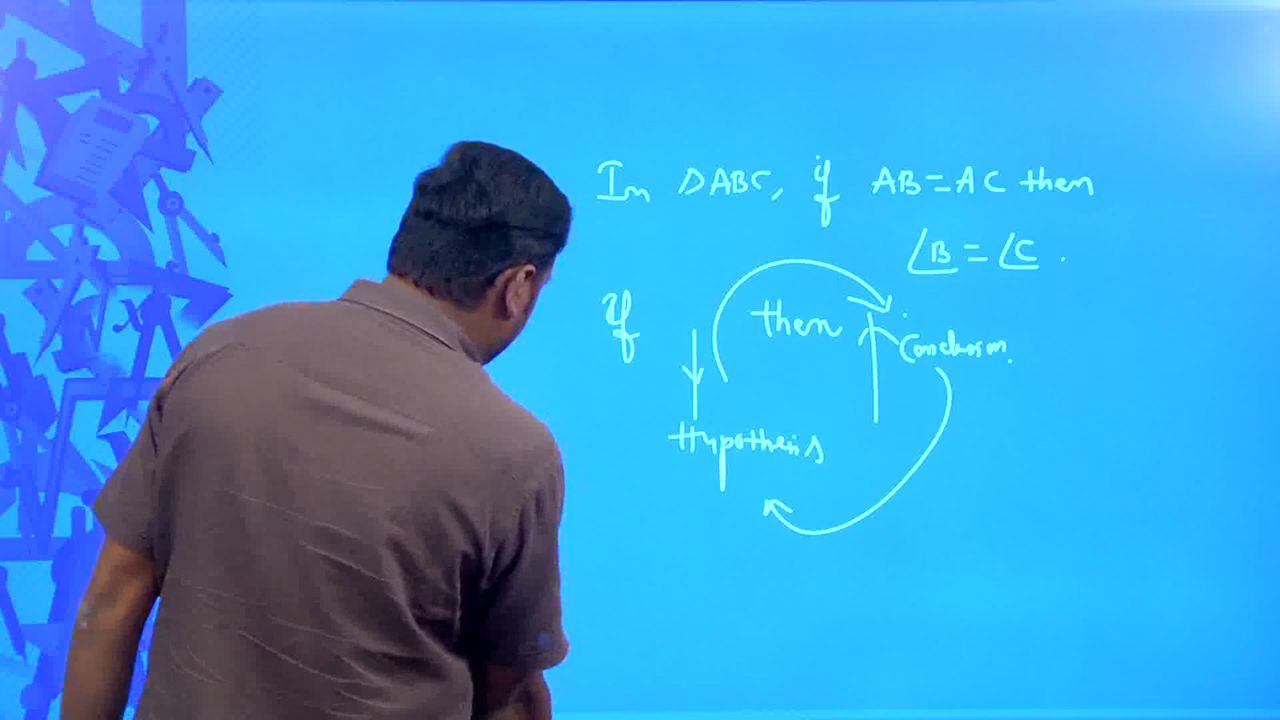 In ΔABC, if AB=AC then
∠B = ∠C .
If
then
Conclusion.
Hypothesis